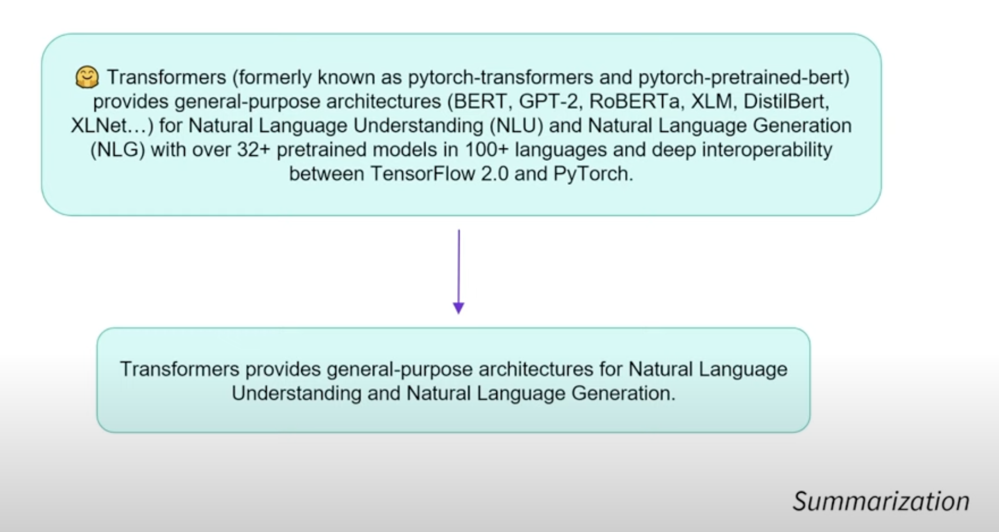 🤗 Transformers (formerly known as pytorch-transformers and pytorch-pretrained-bert)
provides general-purpose architectures (BERT, GPT-2, RoBERTa, XLM, DistilBert,
XLNet…) for Natural Language Understanding (NLU) and Natural Language Generation
(NLG) with over 32+ pretrained models in 100+ languages and deep interoperability
between TensorFlow 2.0 and PyTorch.
Transformers provides general-purpose architectures for Natural Language
Understanding and Natural Language Generation.
Summarization